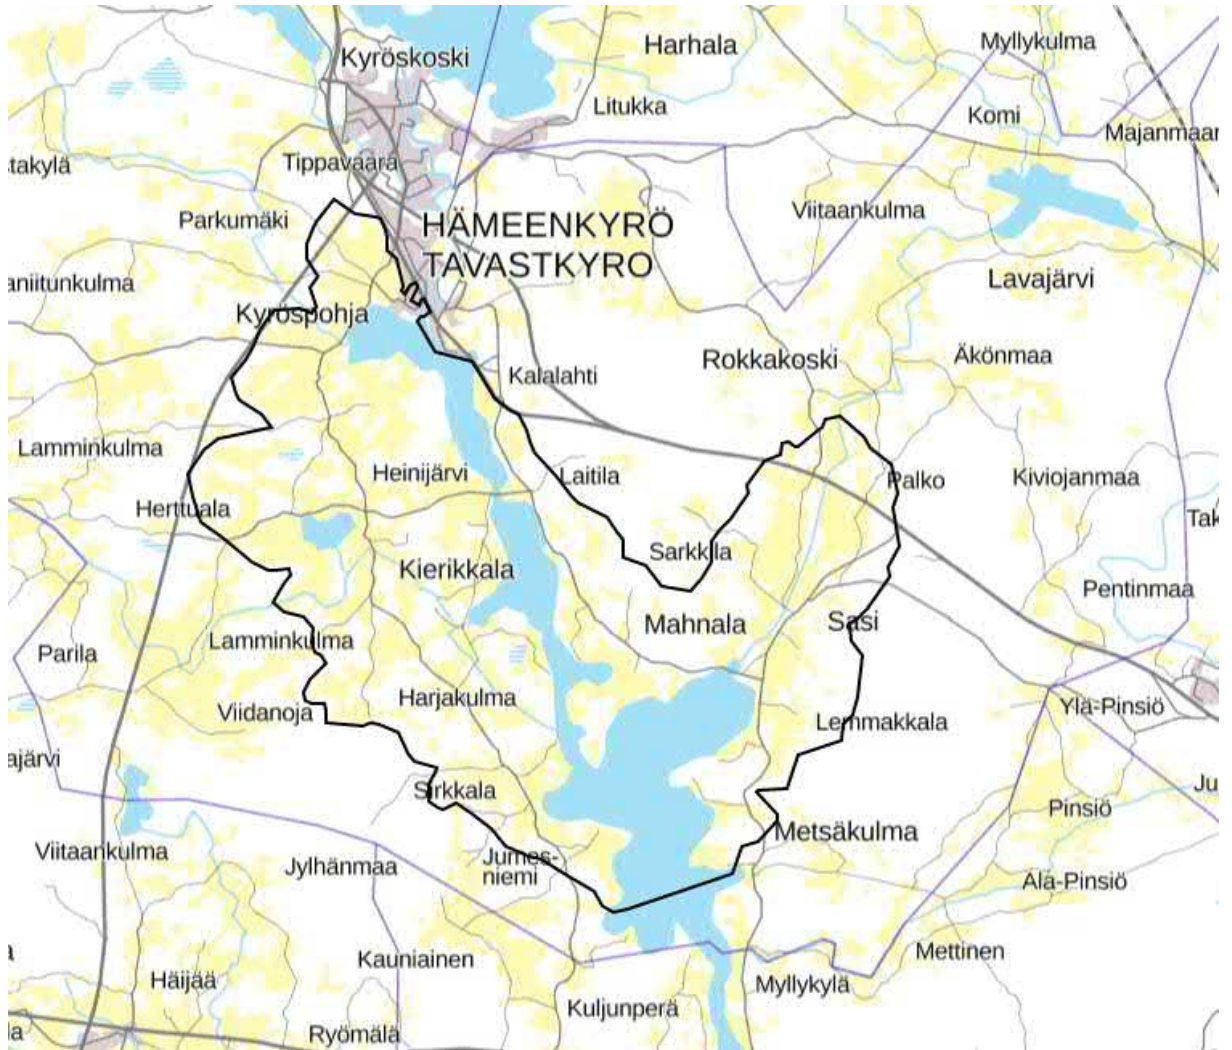 Harhala
Myllykulma
Kyröskoski
Litukka
Komi
Majanmaar
takylä
Tippavaara
Parkumäki
HÄMEENKYRÖ
TAVASTKYRO
Viitaankulma
aniitunkulma
Lavajärvi
Kyröspohja
Rokkakoski
Äkönmaa
Kalalahti
Lamminkulma
Heinijärvi
Laitila
Palko
Kiviojanmaa
Herttuala
Tak
Sarkkila
Kierikkala
Pentinmaa
Mahnala
Sasi
Parila
Lamminkulma
Harjakulma
Viidanoja
Lemmakkala
Ylä-Pinsiö
ajärvi
Sirkkala
Ju
Pinsiö
Metsäkulma
Viitaankulma
Jylhänmaa
Jumes-
niemi
Ala-Pinsiö
Kauniainen
Mettinen
Häijää
Myllykylä
Kuljunperä
Ryömälä
la